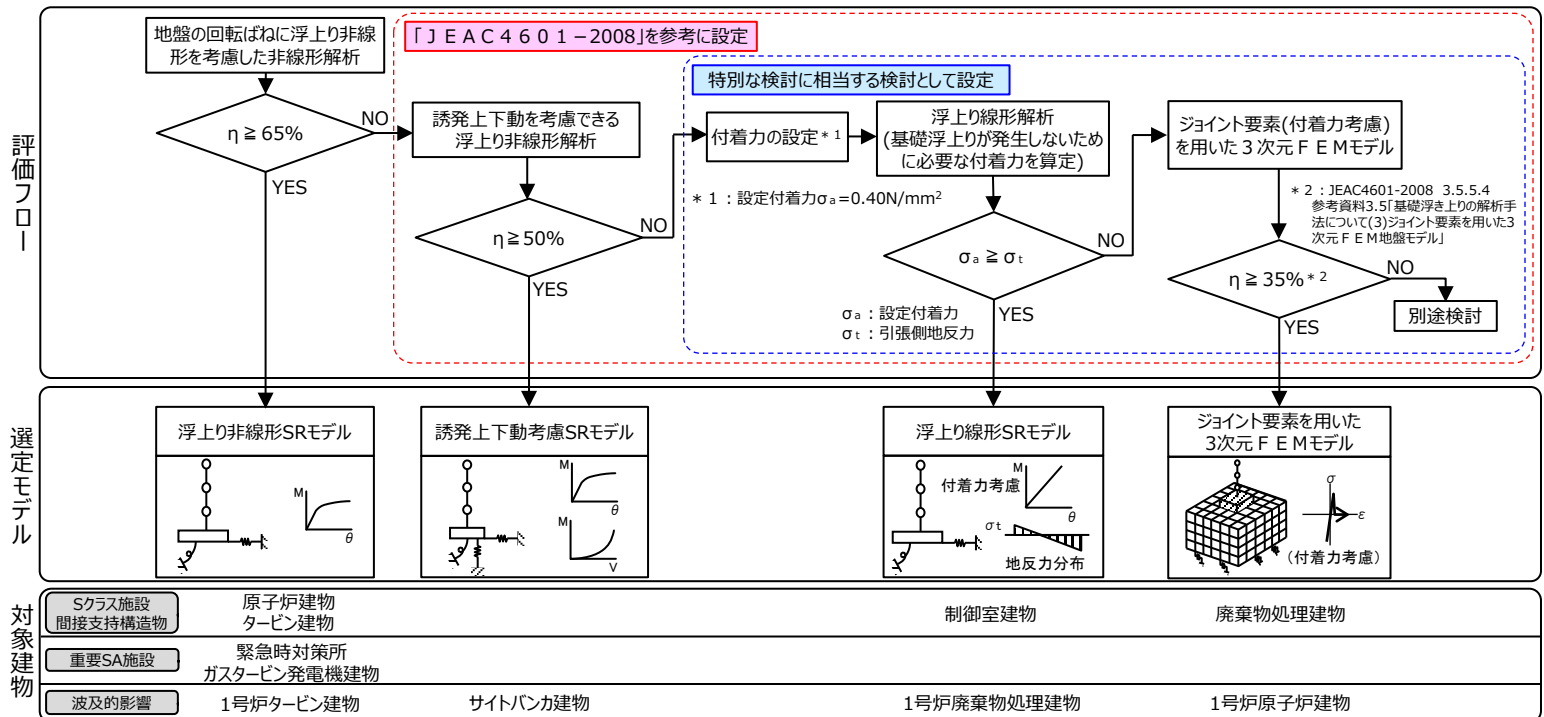 評価フロー
地盤の回転ばねに浮上り非線
形を考慮した非線形解析
「ＪＥＡＣ４６０１－2008」を参考に設定
特別な検討に相当する検討として設定
η≧65%
NO
YES
誘発上下動を考慮できる
浮上り非線形解析
η≧50%
NO
YES
付着力の設定＊1
＊1：設定付着力σa=0.40N/mm2
浮上り線形解析
(基礎浮上りが発生しないため
に必要な付着力を算定)
σa≧σt
NO
YES
σa：設定付着力
σt：引張側地反力
ジョイント要素(付着力考慮)
を用いた３次元ＦＥＭモデル
＊2：JEAC4601-2008 3.5.5.4
参考資料3.5「基礎浮き上りの解析手
法について(3)ジョイント要素を用いた3
次元ＦＥＭ地盤モデル」
η≧35%＊2
NO
YES
別途検討
選定モデル
浮上り非線形SRモデル
M
θ
誘発上下動考慮SRモデル
M
θ
M
V
浮上り線形SRモデル
付着力考慮
M
θ
σt
地反力分布
ジョイント要素を用いた
3次元ＦＥＭモデル
σ
ε
(付着力考慮)
対象建物
Sクラス施設
間接支持構造物
原子炉建物
タービン建物
制御室建物
廃棄物処理建物
重要SA施設
緊急時対策所
ガスタービン発電機建物
波及的影響
1号炉タービン建物
サイトバンカ建物
1号炉廃棄物処理建物
1号炉原子炉建物